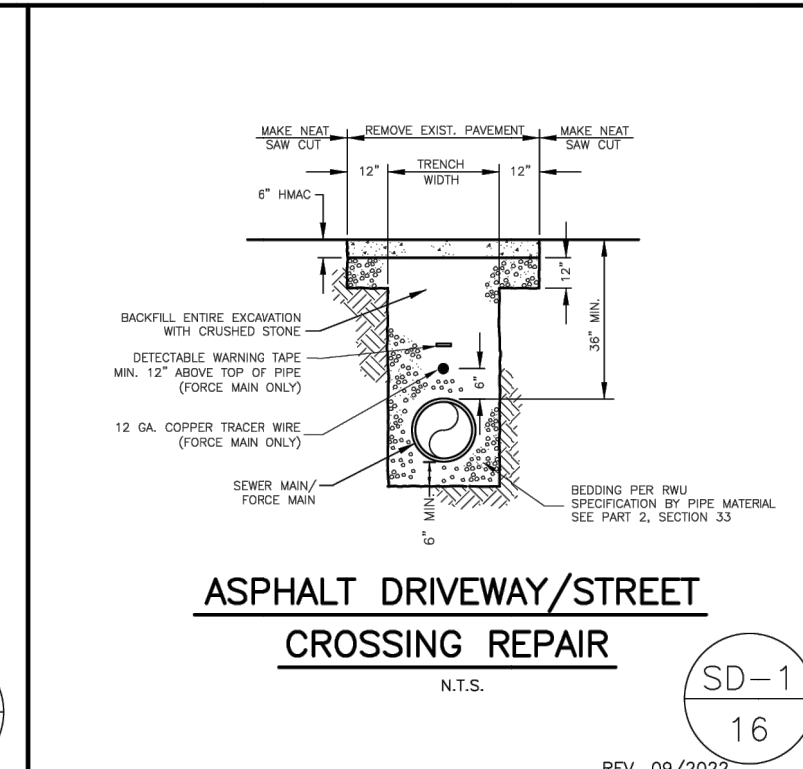 MAKE NEAT
SAW CUT
REMOVE EXIST. PAVEMENT
MAKE NEAT
SAW CUT
12"
TRENCH
WIDTH
12"
6" HMAC
12"
36" MIN.
BACKFILL ENTIRE EXCAVATION
WITH CRUSHED STONE
DETECTABLE WARNING TAPE
MIN. 12" ABOVE TOP OF PIPE
(FORCE MAIN ONLY)
6"
12 GA. COPPER TRACER WIRE
(FORCE MAIN ONLY)
SEWER MAIN/
FORCE MAIN
6" MIN.
BEDDING PER RWU
SPECIFICATION BY PIPE MATERIAL
SEE PART 2, SECTION 33
ASPHALT DRIVEWAY/STREET
CROSSING REPAIR
N.T.S.
SD-1
16
REV. 09/2022